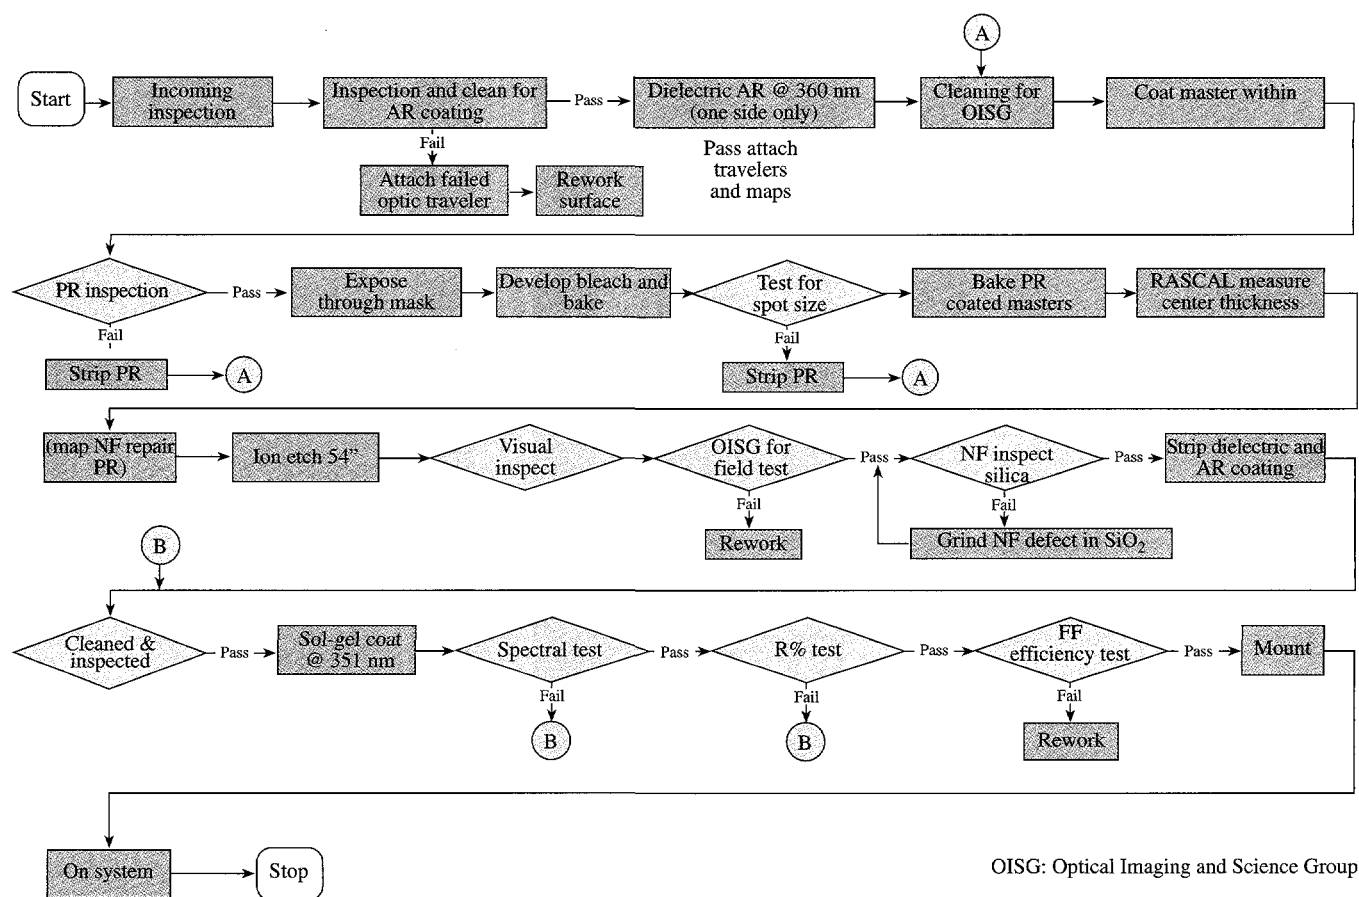 A
Start
Incoming
inspection
Inspection and clean for
AR coating
Pass
Dielectric AR @ 360 nm
(one side only)
Cleaning for
OISG
Coat master within
Fail
Pass attach
travelers
and maps
Attach failed
optic traveler
Rework
surface
PR inspection
Pass
Expose
through mask
Develop bleach and
bake
Test for
spot size
Bake PR
coated masters
RASCAL measure
center thickness
Fail
Fail
Strip PR
A
Strip PR
A
(map NF repair
PR)
Ion etch 54”
Visual
inspect
OISG for
field test
Pass
NF inspect
silica
Pass
Strip dielectric and
AR coating
Fail
Fail
Rework
Grind NF defect in SiO2
B
Cleaned &
inspected
Pass
Sol-gel coat
@ 351 nm
Spectral test
Pass
R% test
Pass
FF
efficiency test
Pass
Mount
Fail
Fail
Fail
B
B
Rework
On system
Stop
OISG: Optical Imaging and Science Group